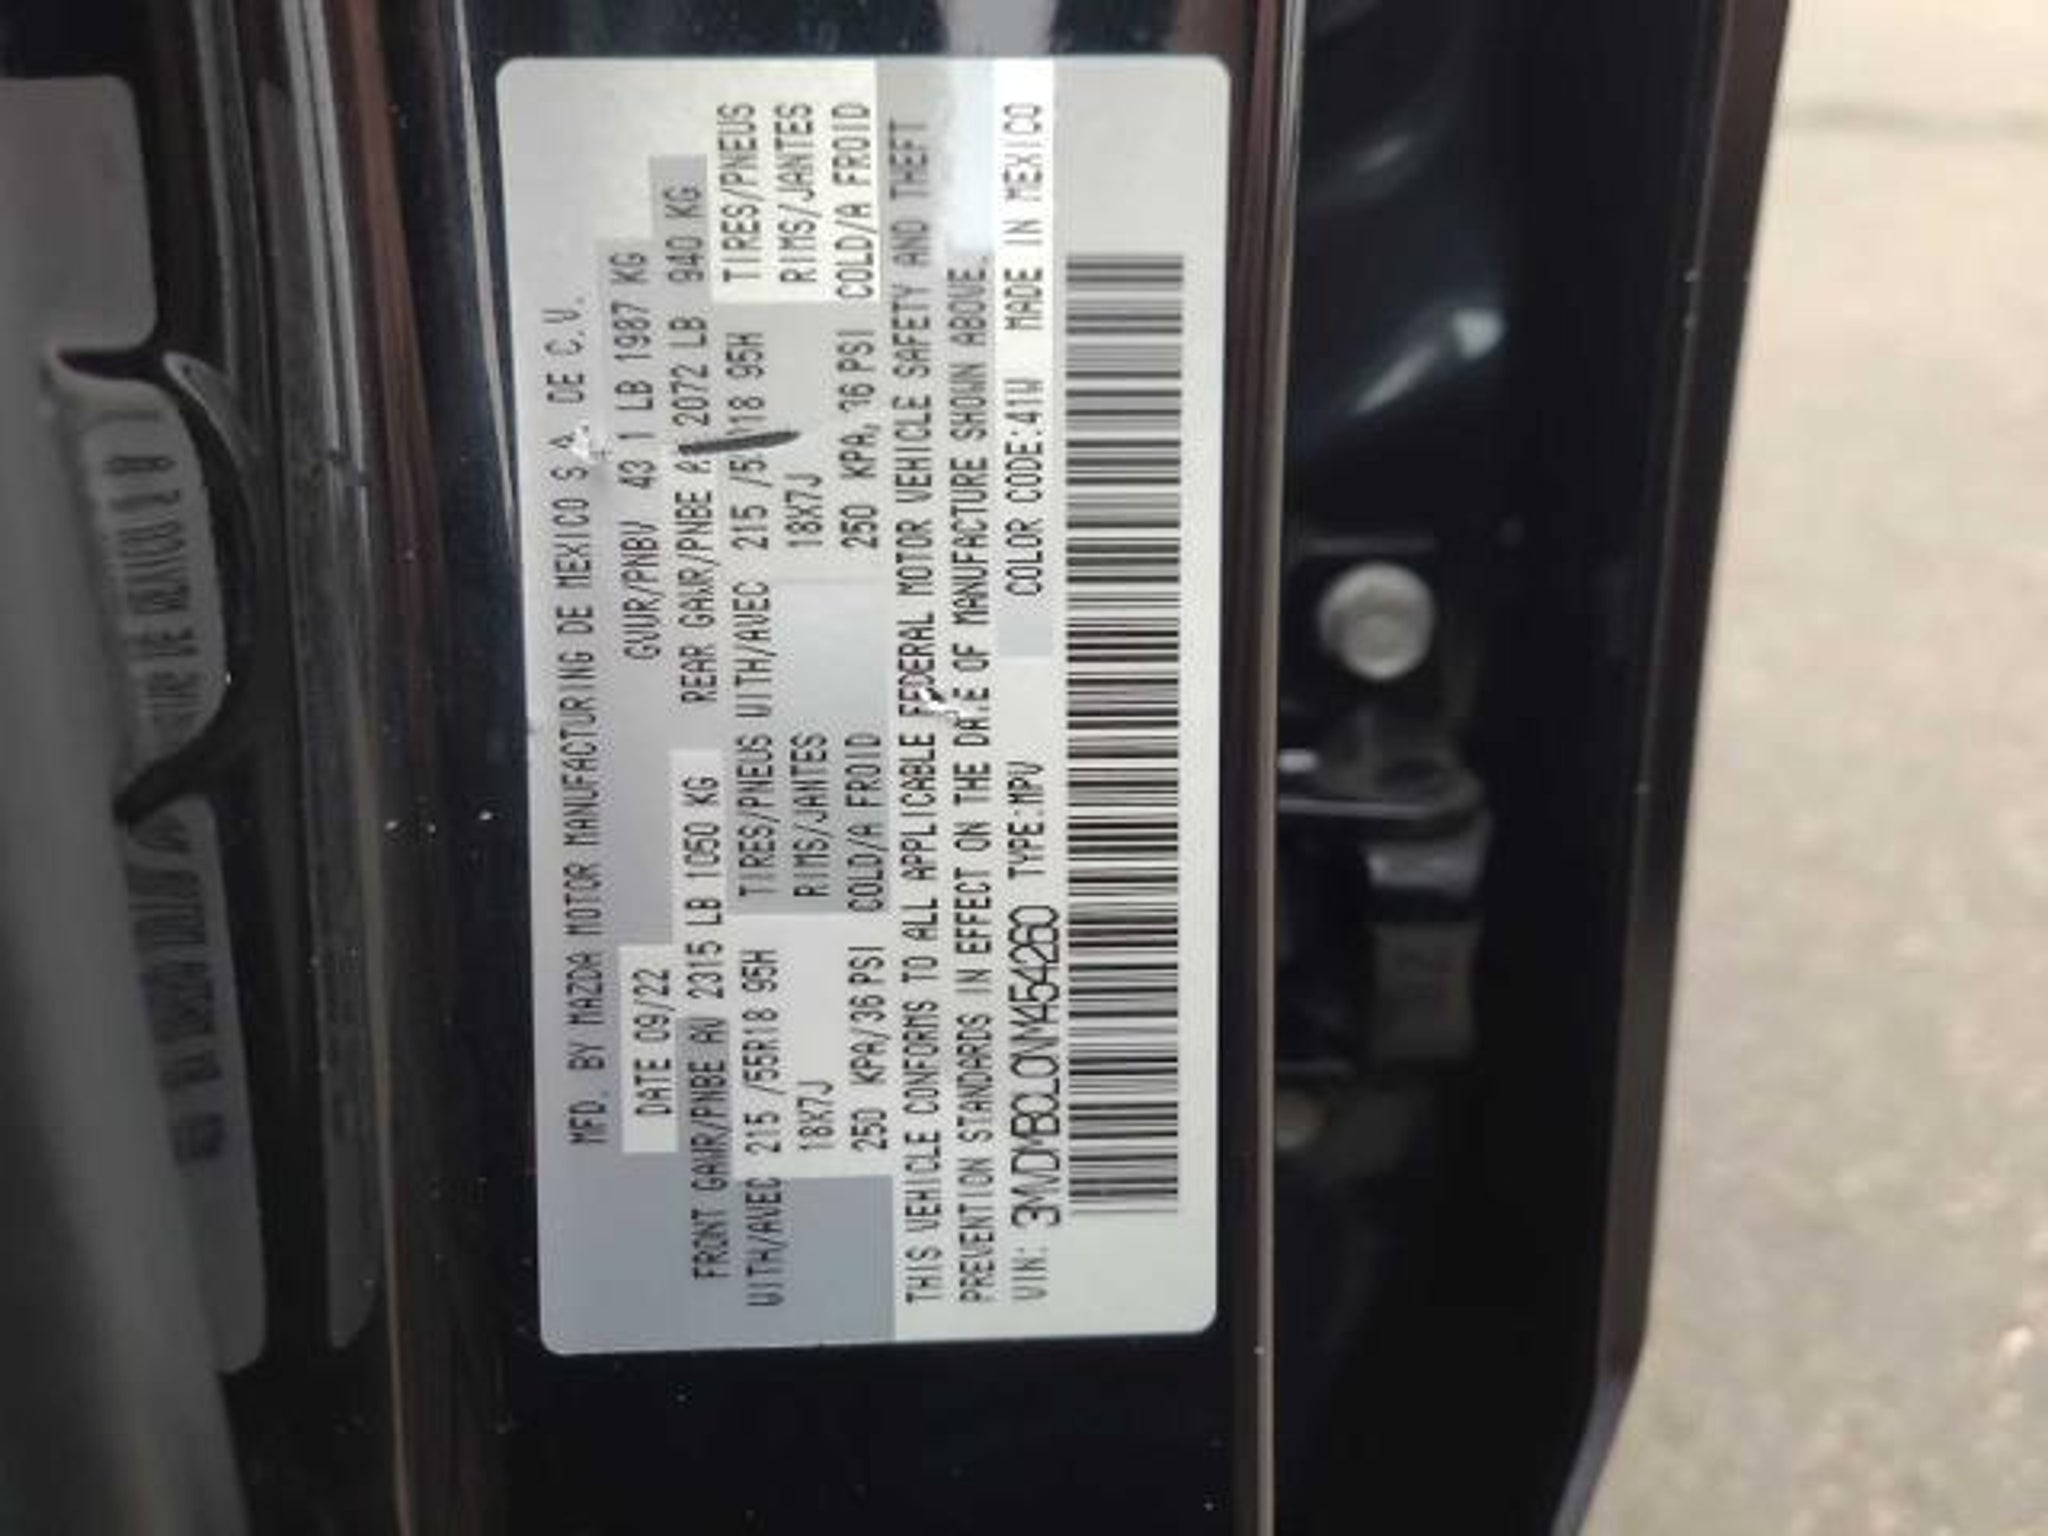 MFD. BY MAZDA MOTOR MANUFACTURING DE MEXICO S.A. DE C.V.
DATE 09/22 GVWR/PNBV 43 1 LB 1987 KG
FRONT GAWR/PNBE AV 2315 LB 1050 KG REAR GAWR/PNBE 2072 LB 940 KG
WITH/AVEC 215 /55R18 95H TIRES/PNEUS WITH/AVEC 215 /5 18 95H TIRES/PNEUS
18X7J RIMS/JANTES 18X7J RIMS/JANTES
250 KPA/36 PSI COLD/A FROID 250 KPA/36 PSI COLD/A FROID
THIS VEHICLE CONFORMS TO ALL APPLICABLE FEDERAL MOTOR VEHICLE SAFETY AND THEFT
PREVENTION STANDARDS IN EFFECT ON THE DATE OF MANUFACTURE SHOWN ABOVE.
VIN: 3MVDMBCL0NM454260 TYPE:MPV COLOR CODE:41W MADE IN MEXICO